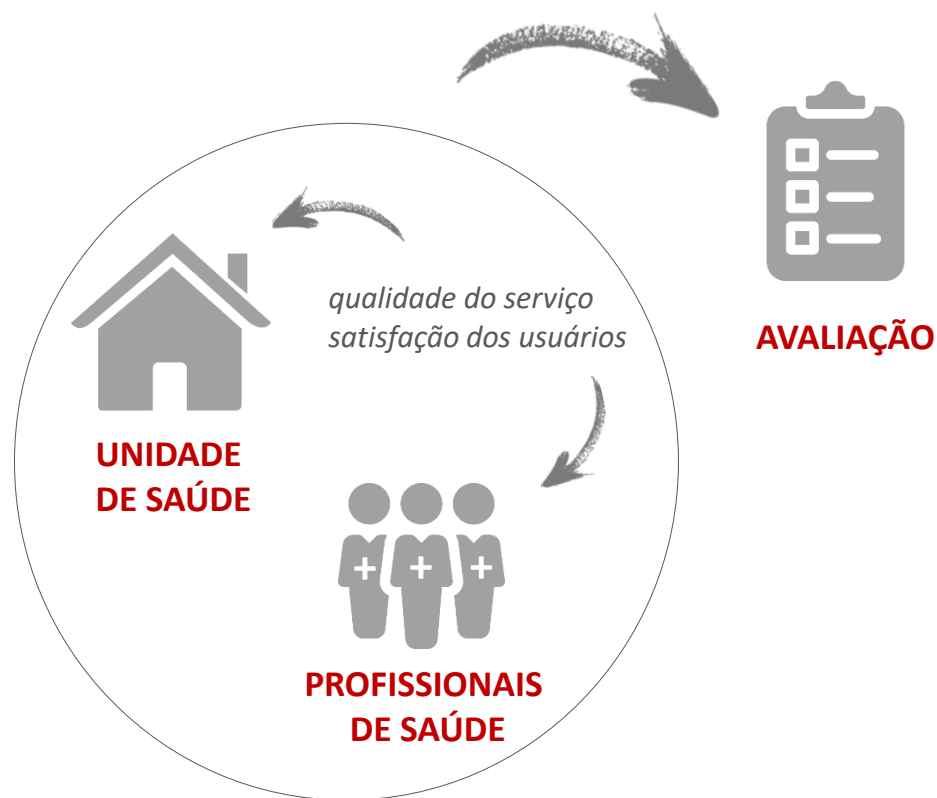 qualidade do serviço
satisfação dos usuários
AVALIAÇÃO
UNIDADE
DE SAÚDE
PROFISSIONAIS
DE SAÚDE